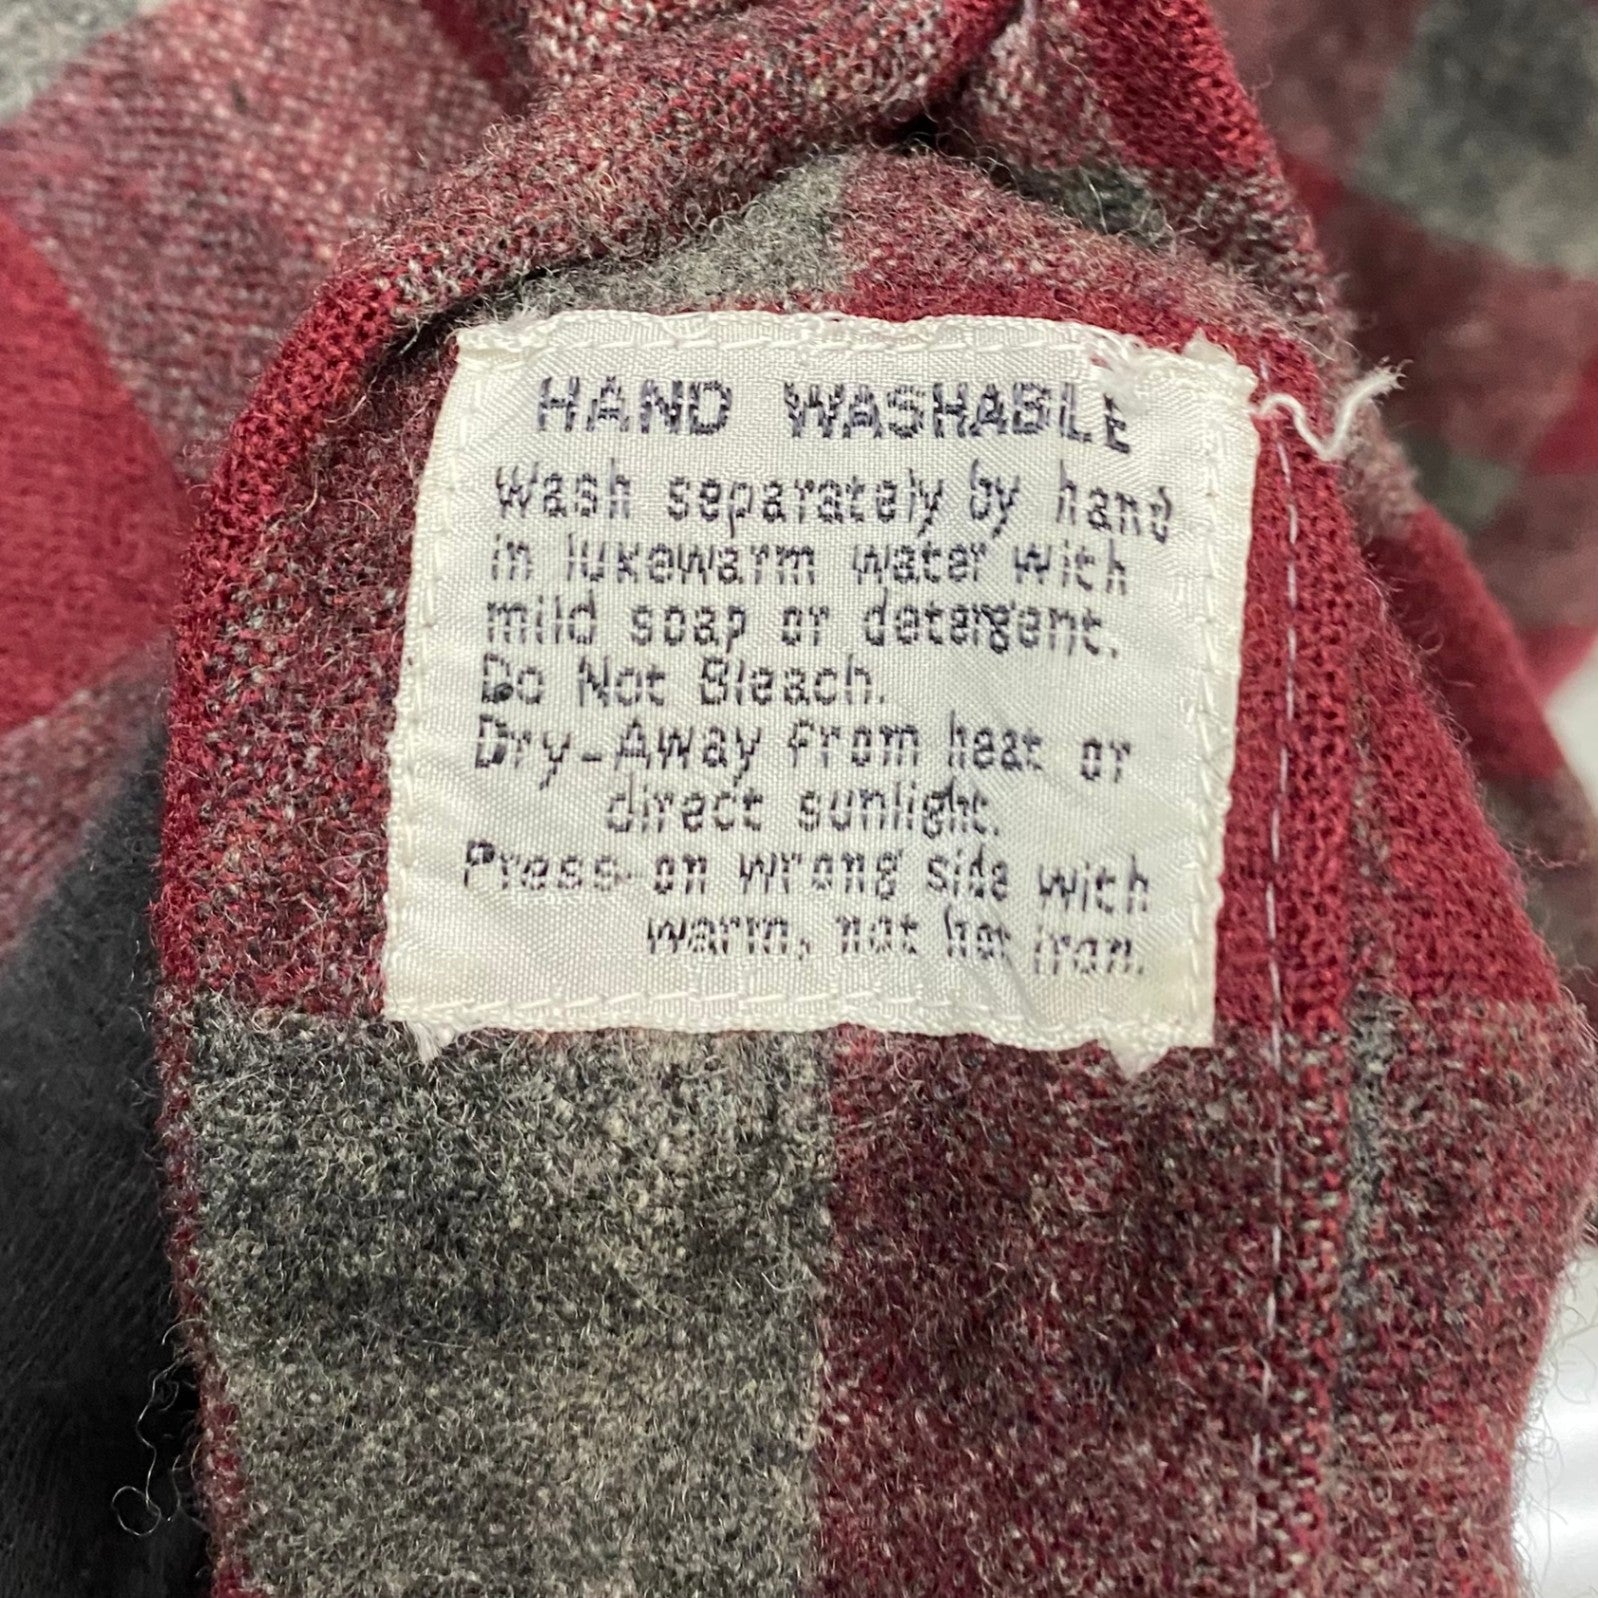 HAND WASHABLE
Wash separately by hand
in lukewarm water with
mild soap or detergent.
Do Not Bleach.
Dry-Away from heat or
direct sunlight.
Press on wrong side with
warm, not hot iron.